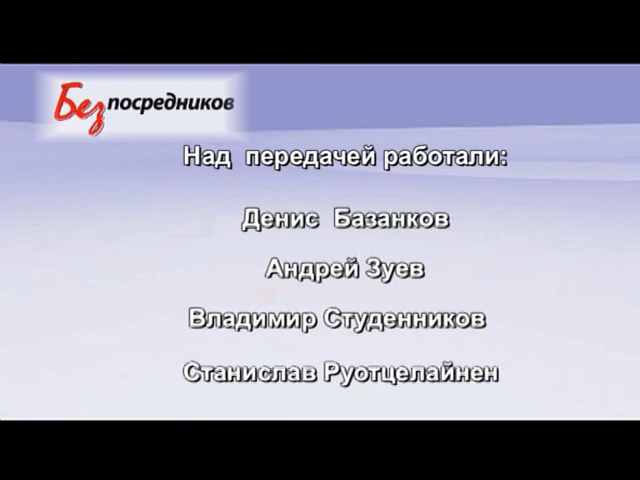 Без посредников
Над передачей работали:
Денис Базанков
Андрей Зуев
Владимир Студенников
Станислав Руотцелайнен